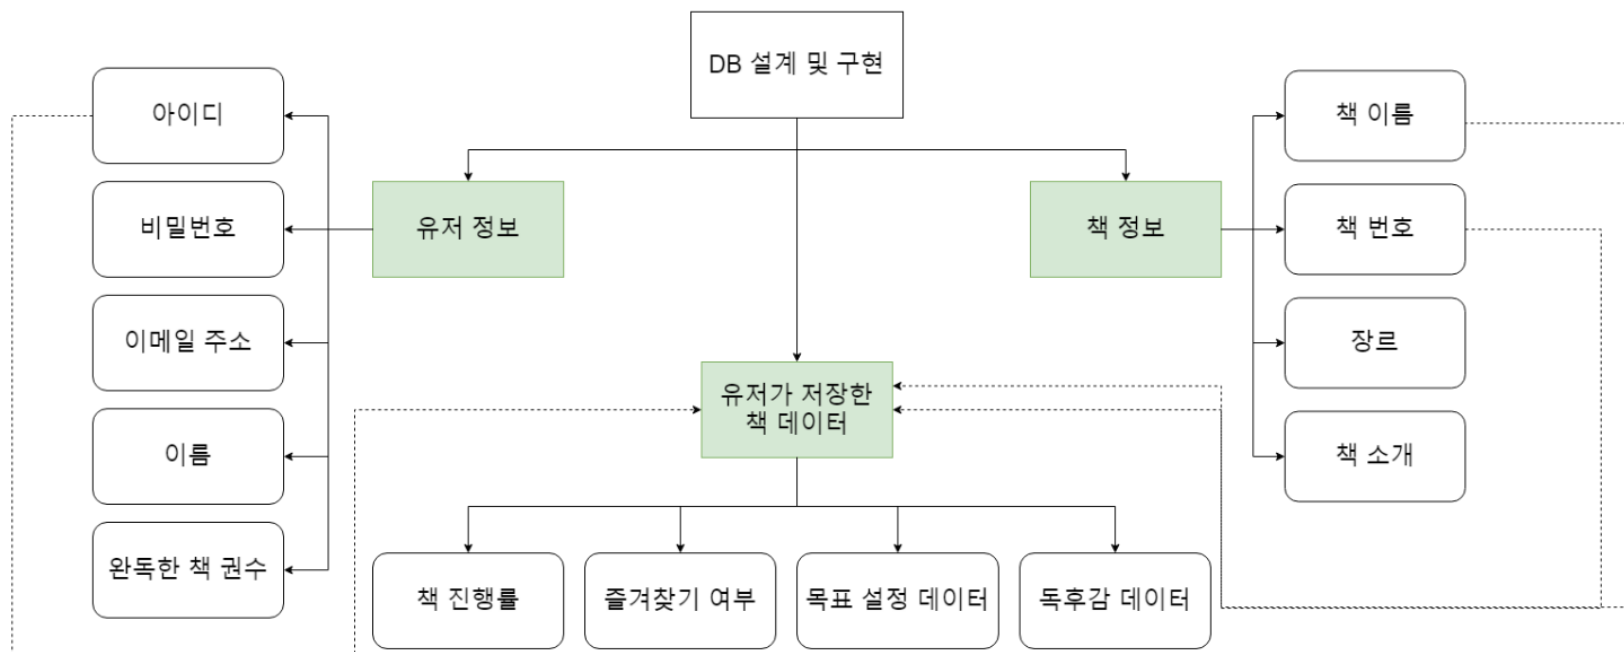 DB 설계 및 구현
아이디
비밀번호
이메일 주소
이름
완독한 책 권수
유저 정보
책 정보
책 이름
책 번호
장르
책 소개
유저가 저장한
책 데이터
책 진행률
즐겨찾기 여부
목표 설정 데이터
독후감 데이터